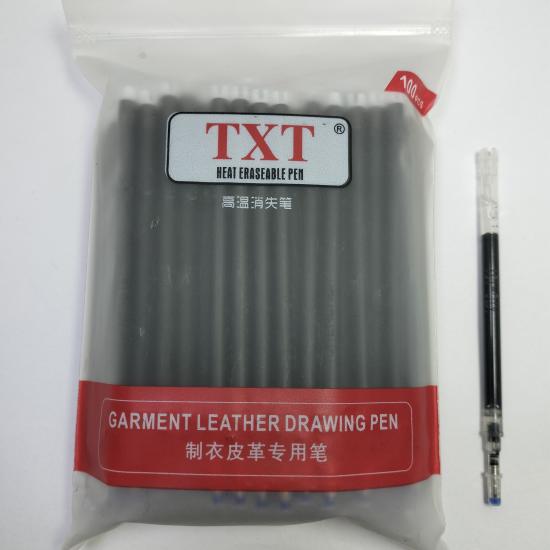 100PCS
TXT®
HEAT ERASEABLE PEN
高温消失笔
GARMENT LEATHER DRAWING PEN
制衣皮革专用笔